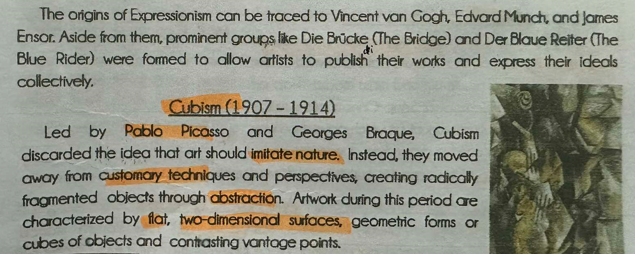 The origins of Expressionism can be traced to Vincent van Gogh, Edvard Munch, and James
Ensor. Aside from them, prominent groups like Die Brücke (The Bridge) and Der Blaue Reiter (The
Blue Rider) were formed to allow artists to publish their works and express their ideals
collectively.
Cubism (1907 – 1914)
Led by Pablo Picasso and Georges Braque, Cubism
discarded the idea that art should imitate nature. Instead, they moved
away from customary techniques and perspectives, creating radically
fragmented objects through abstraction. Artwork during this period are
characterized by flat, two-dimensional surfaces, geometric forms or
cubes of objects and contrasting vantage points.